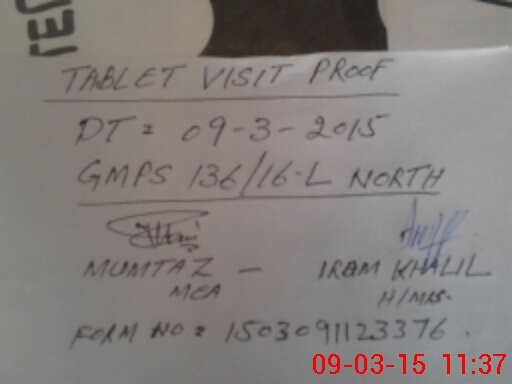 TABLET VISIT PROOF
DT = 09-3-2015
GMPS 136/16-L NORTH
MUMTAZ - IRAM KHALIL
MEA H/MRS-
FORM NO = 1503091123376.
09-03-15 11:37